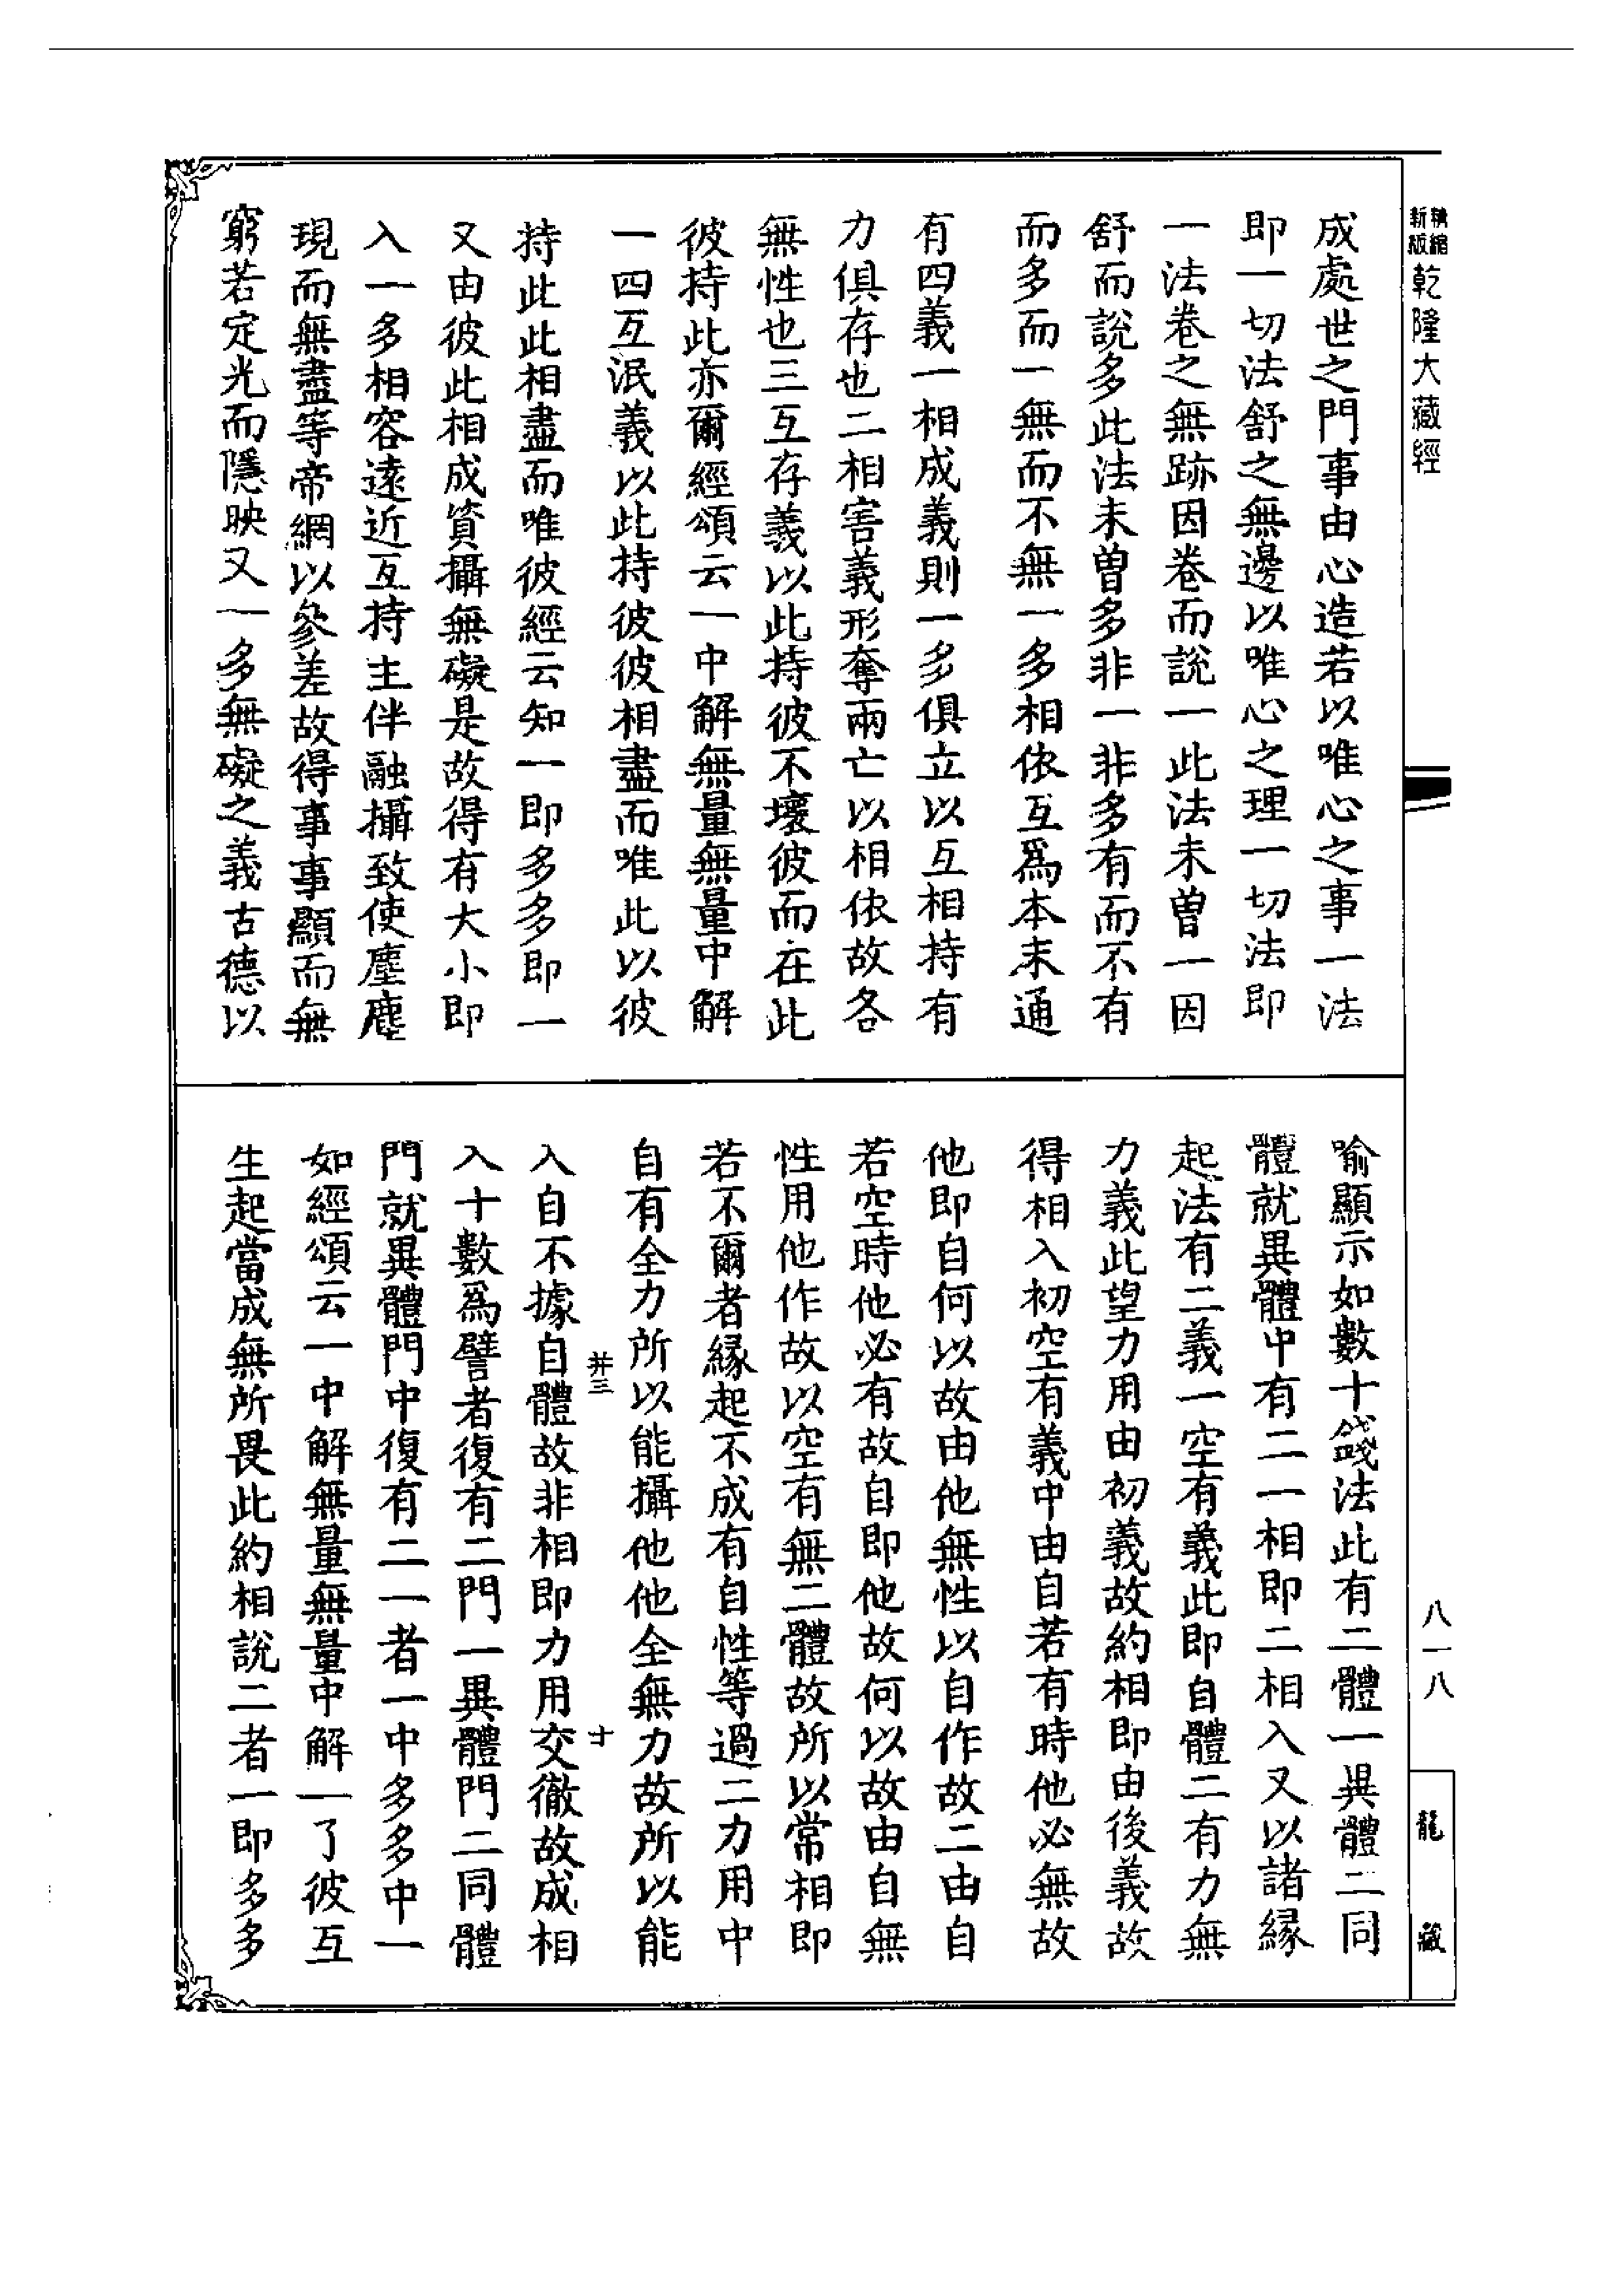 精縮新版乾隆大藏經
成處世之門事由心造若以唯心之事一法
即一切法舒之無邊以唯心之理一切法即
一法卷之無跡因卷而說一此法未曾一因
舒而說多此法未曾多非一非多有而不有
而多而一無而不無一多相依互爲本末通
有四義一相成義則一多俱立以互相持有
力俱存也二相害義形奪兩亡以相依故各
無性也三互存義以此持彼不壞彼而在此
彼持此亦爾經頌云一中解無量無量中解
一四互泯義以此持彼彼相盡而唯此以彼
持此此相盡而唯彼經云知一即多多即一
又由彼此相成資攝無礙是故得有大小即
入一多相容遠近互持主伴融攝致使塵塵
現而無盡等帝網以參差故得事事顯而無
窮若定光而隱映又一多無礙之義古德以
喻顯示如數十錢法此有二體一異體二同
體就異體中有二一相即二相入又以諸緣
起法有二義一空有義此即自體二有力無
力義此望力用由初義故約相即由後義故
得相入初空有義中由自若有時他必無故
他即自何以故由他無性以自作故二由自
若空時他必有故自即他故何以故由自無
性用他作故以空有無二體故所以常相即
若不爾者緣起不成有自性等過二力用中
自有全力所以能攝他他全無力故所以能
入自不據自體故非相即力用交徹故成相
入十數爲譬者復有二門一異體門二同體
門就異體門中復有二一者一中多多中一
如經頌云一中解無量無量中解一了彼互
生起當成無所畏此約相說二者一即多多
八一八
龍藏